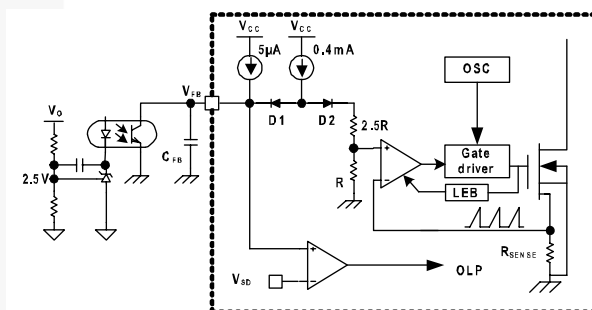 VCC VCC
5µA 0.4mA
OSC
VFB
VO
D1 D2
2.5R
CFB
Gate
driver
2.5V
R
LEB
RSENSE
VSD
OLP
+
-
+
-